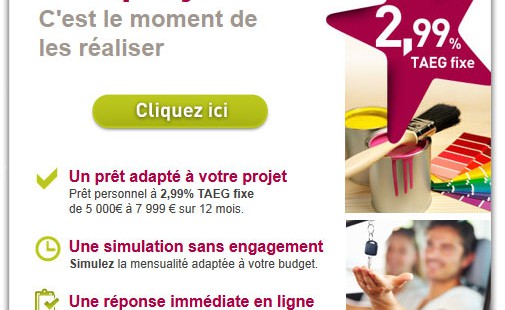 C'est le moment de
les réaliser
2,99%
TAEG fixe
Cliquez ici
Un prêt adapté à votre projet
Prêt personnel à 2,99% TAEG fixe
de 5 000€ à 7 999 € sur 12 mois.
Une simulation sans engagement
Simulez la mensualité adaptée à votre budget.
Une réponse immédiate en ligne